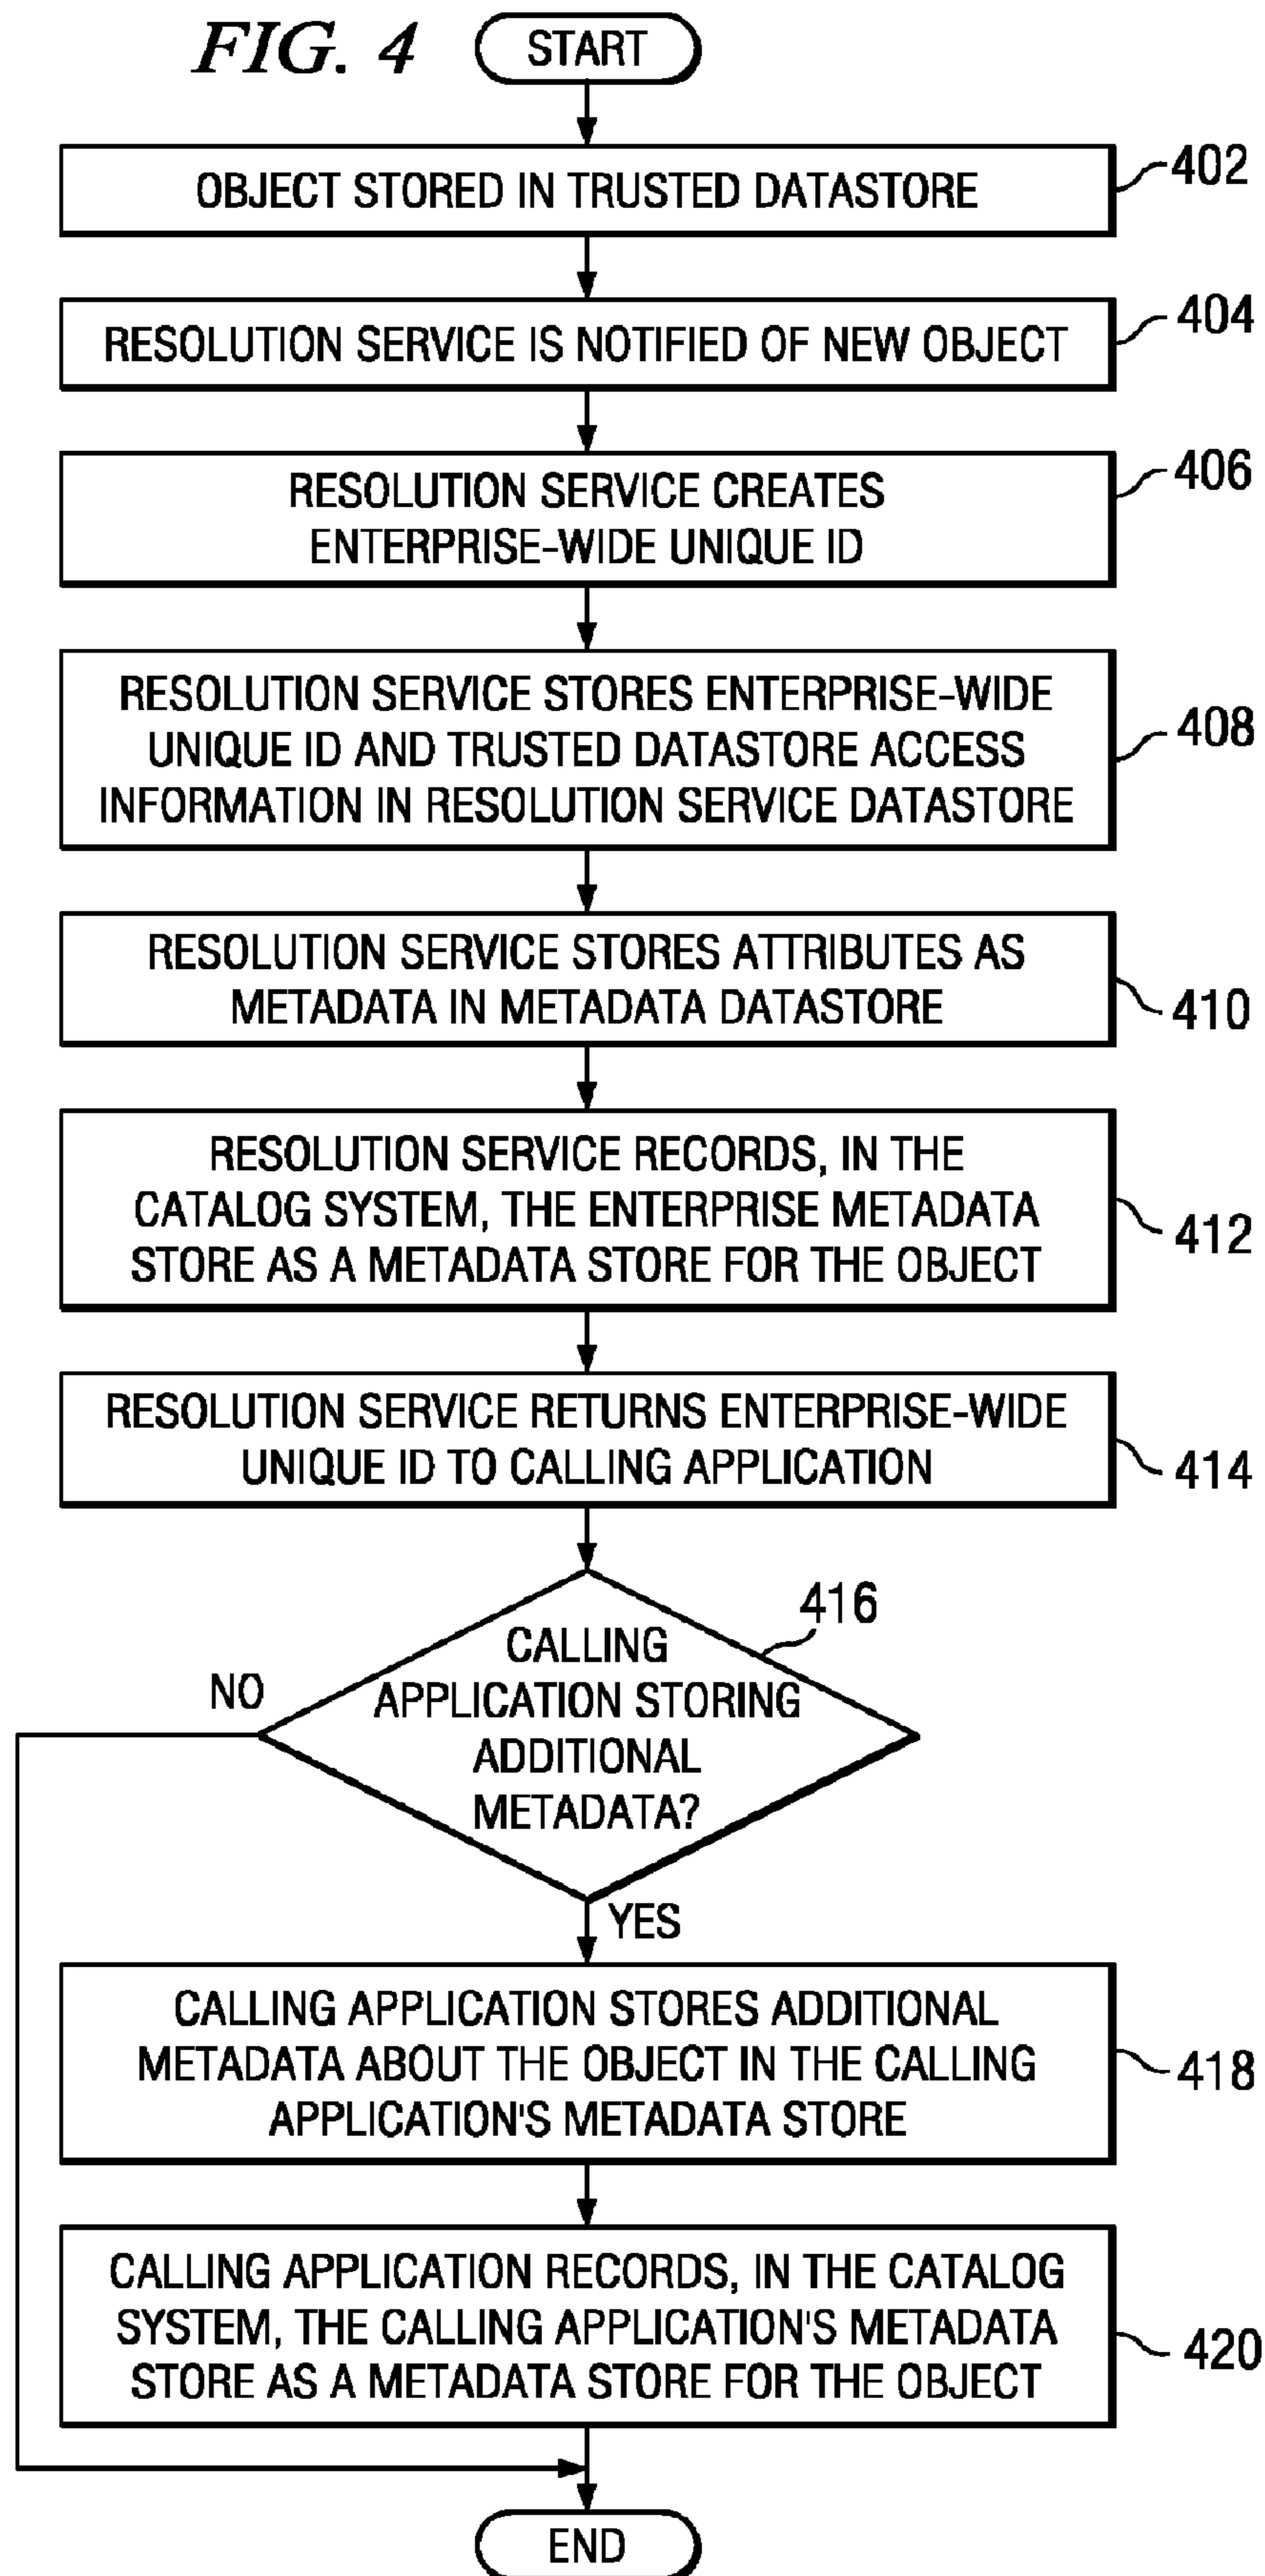 FIG. 4
START
OBJECT STORED IN TRUSTED DATASTORE
402
RESOLUTION SERVICE IS NOTIFIED OF NEW OBJECT
404
RESOLUTION SERVICE CREATES
ENTERPRISE-WIDE UNIQUE ID
406
RESOLUTION SERVICE STORES ENTERPRISE-WIDE
UNIQUE ID AND TRUSTED DATASTORE ACCESS
INFORMATION IN RESOLUTION SERVICE DATASTORE
408
RESOLUTION SERVICE STORES ATTRIBUTES AS
METADATA IN METADATA DATASTORE
410
RESOLUTION SERVICE RECORDS, IN THE
CATALOG SYSTEM, THE ENTERPRISE METADATA
STORE AS A METADATA STORE FOR THE OBJECT
412
RESOLUTION SERVICE RETURNS ENTERPRISE-WIDE
UNIQUE ID TO CALLING APPLICATION
414
416
CALLING
APPLICATION STORING
ADDITIONAL
METADATA?
NO
YES
CALLING APPLICATION STORES ADDITIONAL
METADATA ABOUT THE OBJECT IN THE CALLING
APPLICATION'S METADATA STORE
418
CALLING APPLICATION RECORDS, IN THE CATALOG
SYSTEM, THE CALLING APPLICATION'S METADATA
STORE AS A METADATA STORE FOR THE OBJECT
420
END